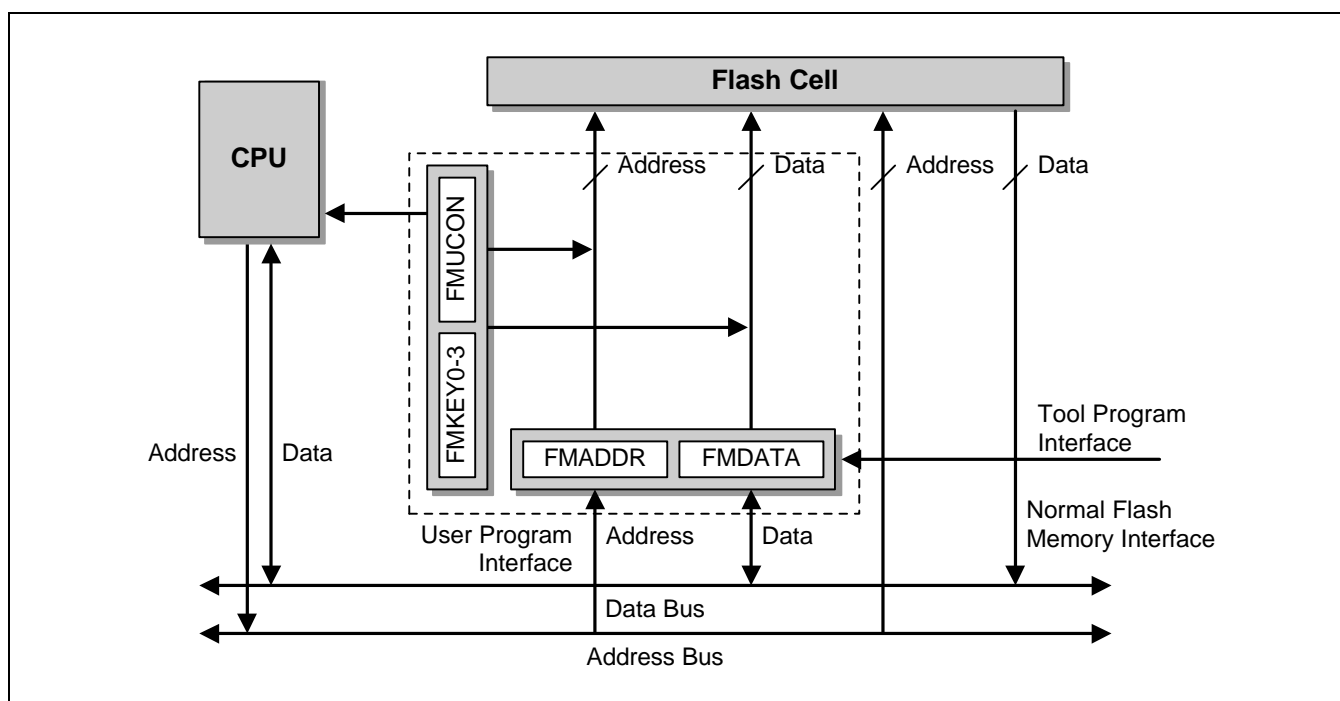 Flash Cell
CPU
Address
Data
Address
Data
FMUCON
FMKEY0-3
Tool Program
Interface
Address
Data
FMADDR
FMDATA
User Program
Interface
Address
Data
Normal Flash
Memory Interface
Data Bus
Address Bus